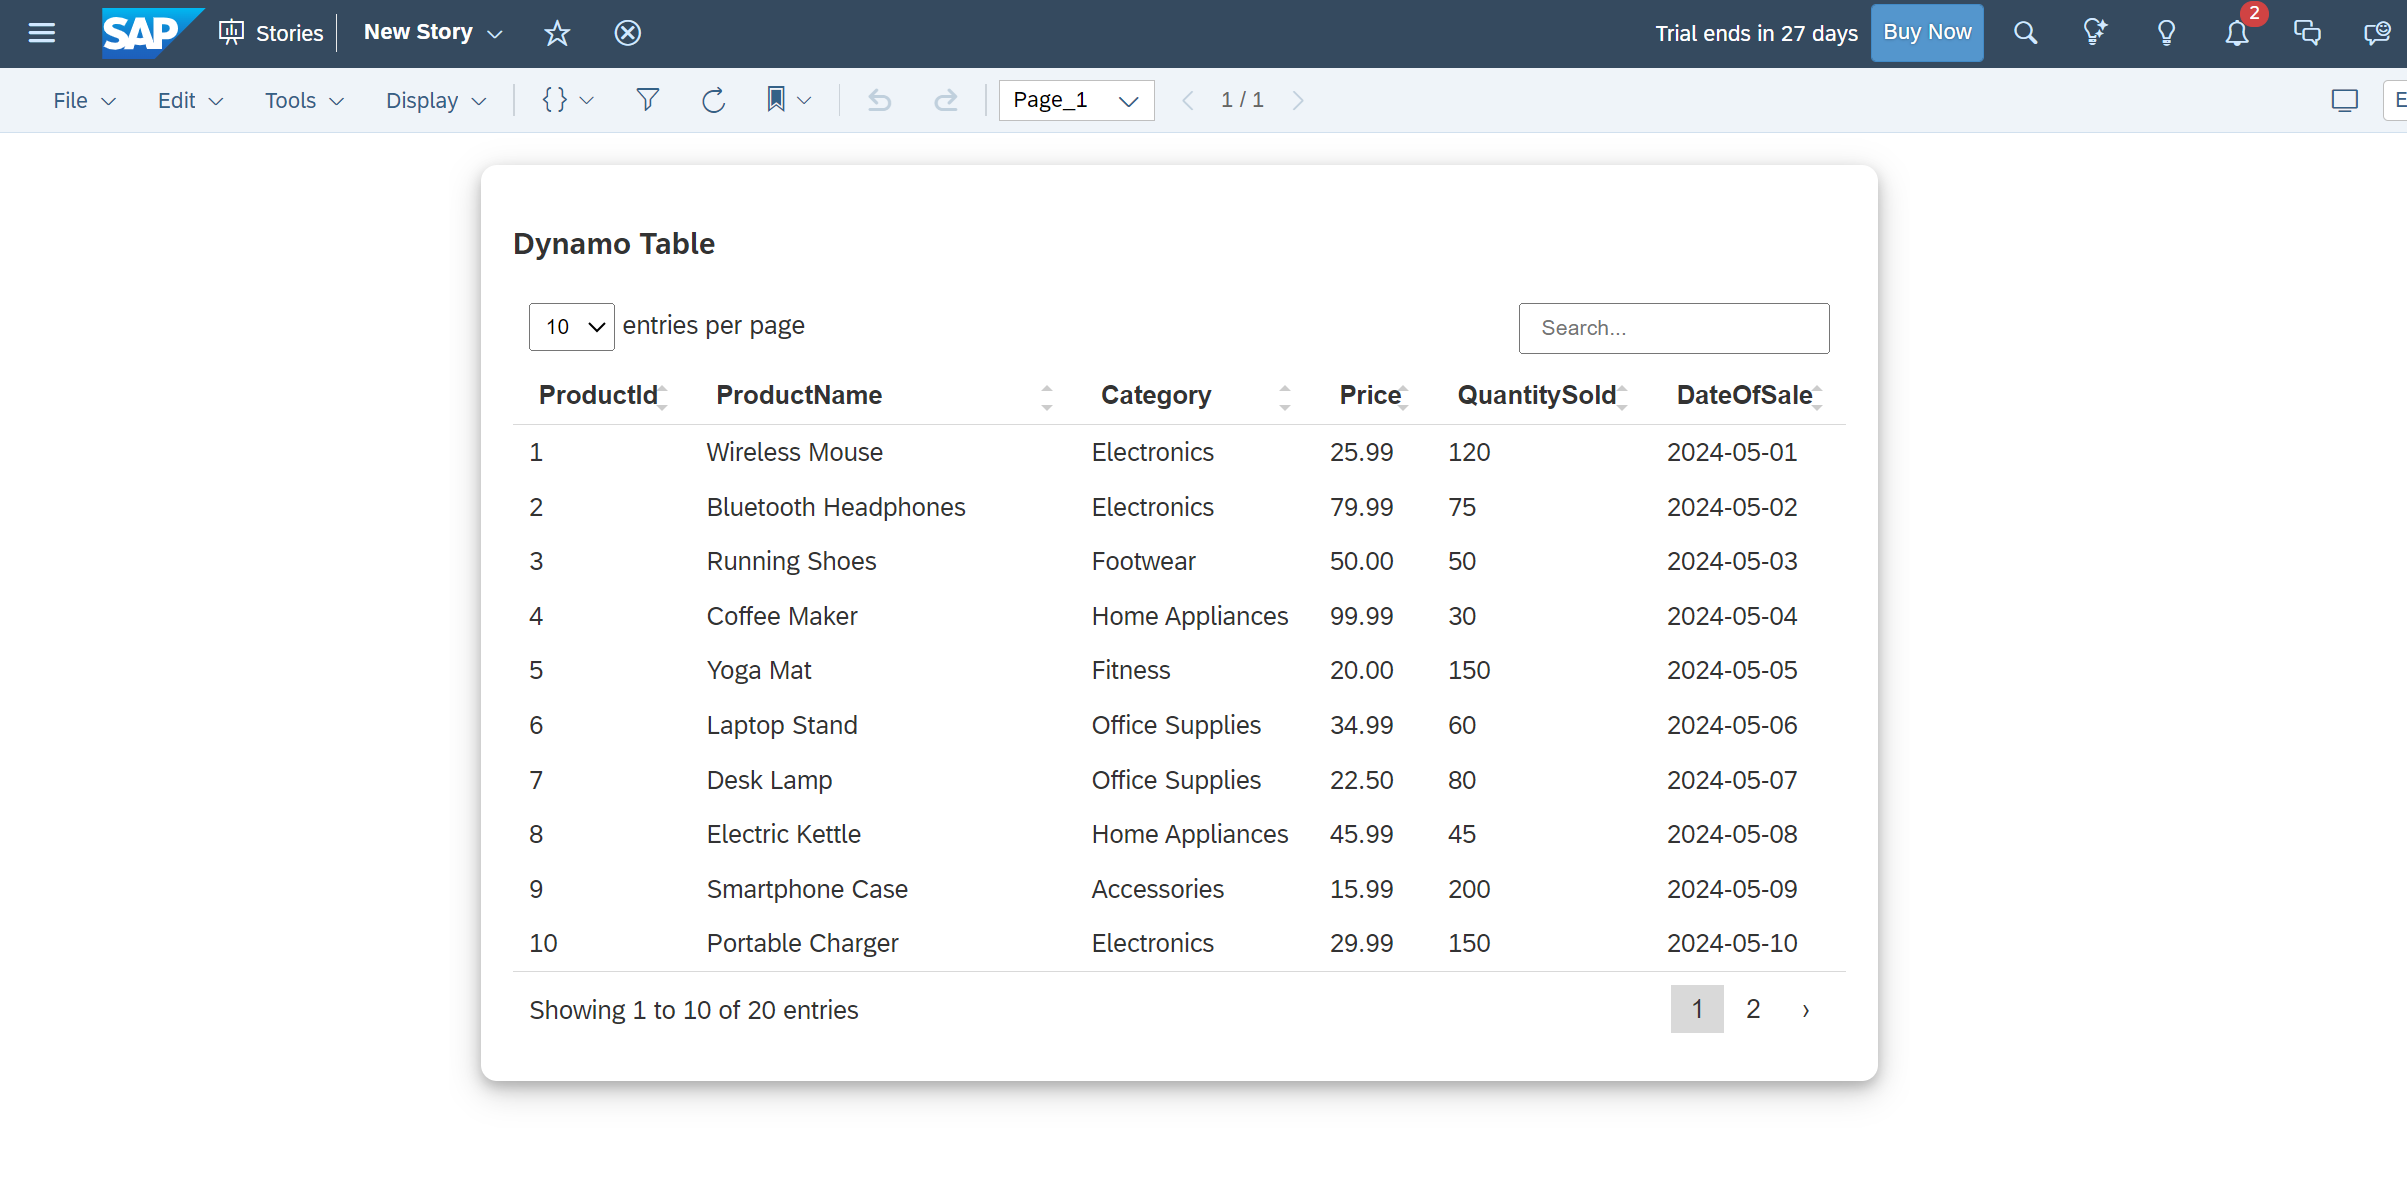 SAP Stories New Story Trial ends in 27 days Buy Now 2
File Edit Tools Display {} Page_1 1 / 1 E
Dynamo Table
10 entries per page Search...
ProductId ProductName Category Price QuantitySold DateOfSale
1 Wireless Mouse Electronics 25.99 120 2024-05-01
2 Bluetooth Headphones Electronics 79.99 75 2024-05-02
3 Running Shoes Footwear 50.00 50 2024-05-03
4 Coffee Maker Home Appliances 99.99 30 2024-05-04
5 Yoga Mat Fitness 20.00 150 2024-05-05
6 Laptop Stand Office Supplies 34.99 60 2024-05-06
7 Desk Lamp Office Supplies 22.50 80 2024-05-07
8 Electric Kettle Home Appliances 45.99 45 2024-05-08
9 Smartphone Case Accessories 15.99 200 2024-05-09
10 Portable Charger Electronics 29.99 150 2024-05-10
Showing 1 to 10 of 20 entries 1 2 ›